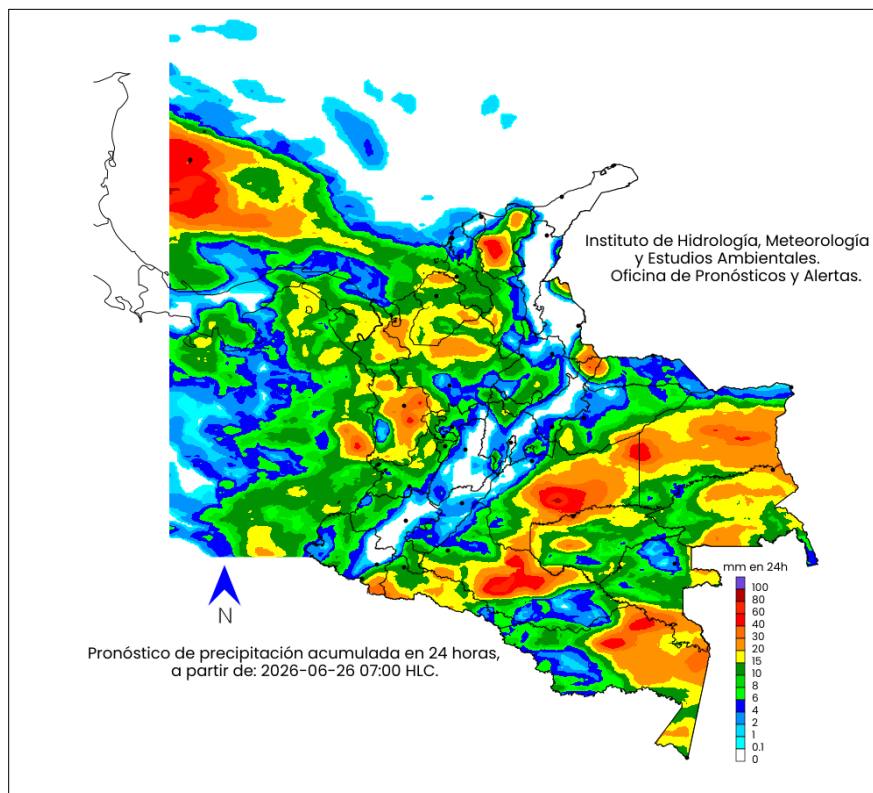 Instituto de Hidrología, Meteorología
y Estudios Ambientales.
Oficina de Pronósticos y Alertas.
mm en 24h
100
80
60
40
30
20
15
10
8
6
4
2
1
0.1
0
N
Pronóstico de precipitación acumulada en 24 horas,
a partir de: 2026-06-26 07:00 HLC.